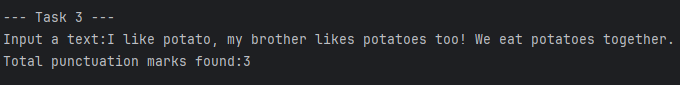 --- Task 3 ---
Input a text:I like potato, my brother likes potatoes too! We eat potatoes together.
Total punctuation marks found:3